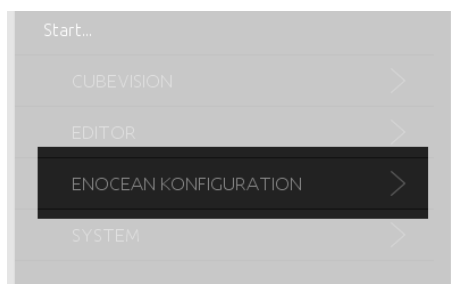 Start...
CUBEVISION
EDITOR
ENOCEAN KONFIGURATION
SYSTEM